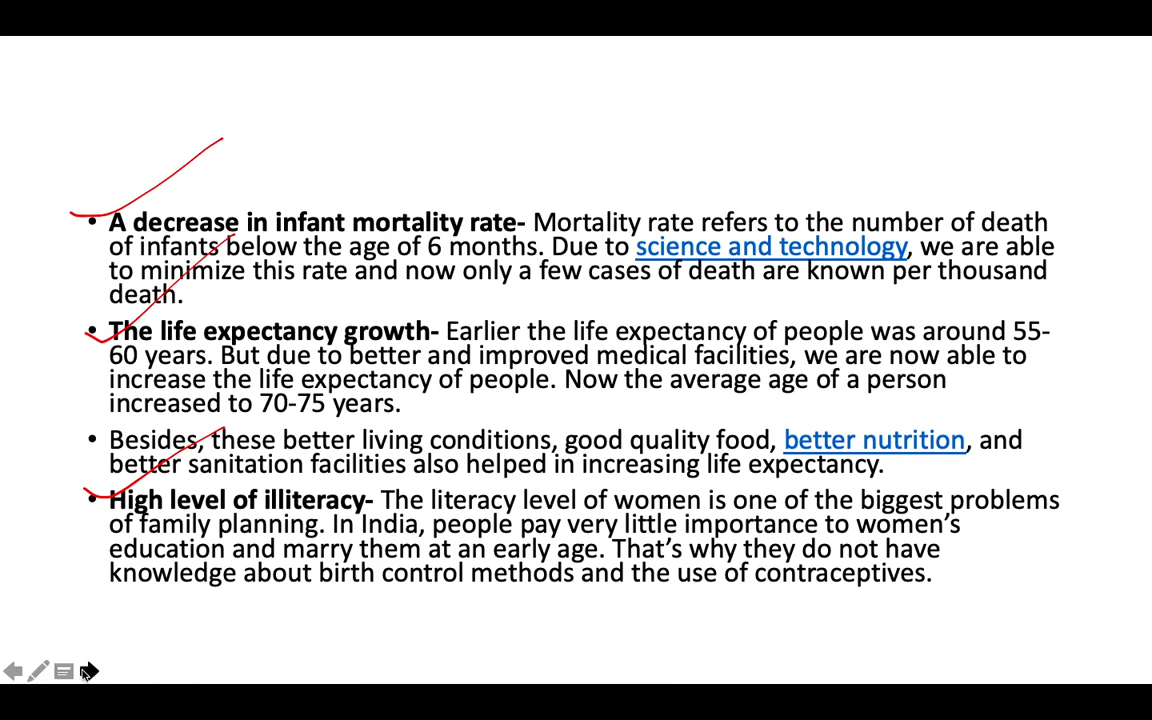 • A decrease in infant mortality rate- Mortality rate refers to the number of death
of infants below the age of 6 months. Due to science and technology, we are able
to minimize this rate and now only a few cases of death are known per thousand
death.
• The life expectancy growth- Earlier the life expectancy of people was around 55-
60 years. But due to better and improved medical facilities, we are now able to
increase the life expectancy of people. Now the average age of a person
increased to 70-75 years.
• Besides, these better living conditions, good quality food, better nutrition, and
better sanitation facilities also helped in increasing life expectancy.
• High level of illiteracy- The literacy level of women is one of the biggest problems
of family planning. In India, people pay very little importance to women’s
education and marry them at an early age. That’s why they do not have
knowledge about birth control methods and the use of contraceptives.